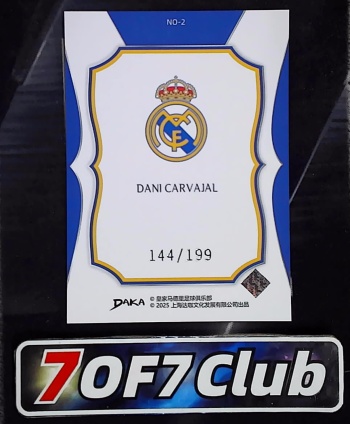 NO-2
DANI CARVAJAL
144/199
DAKA
© 皇家马德里足球俱乐部
© 2025 上海达咖文化发展有限公司出品
7OF7Club